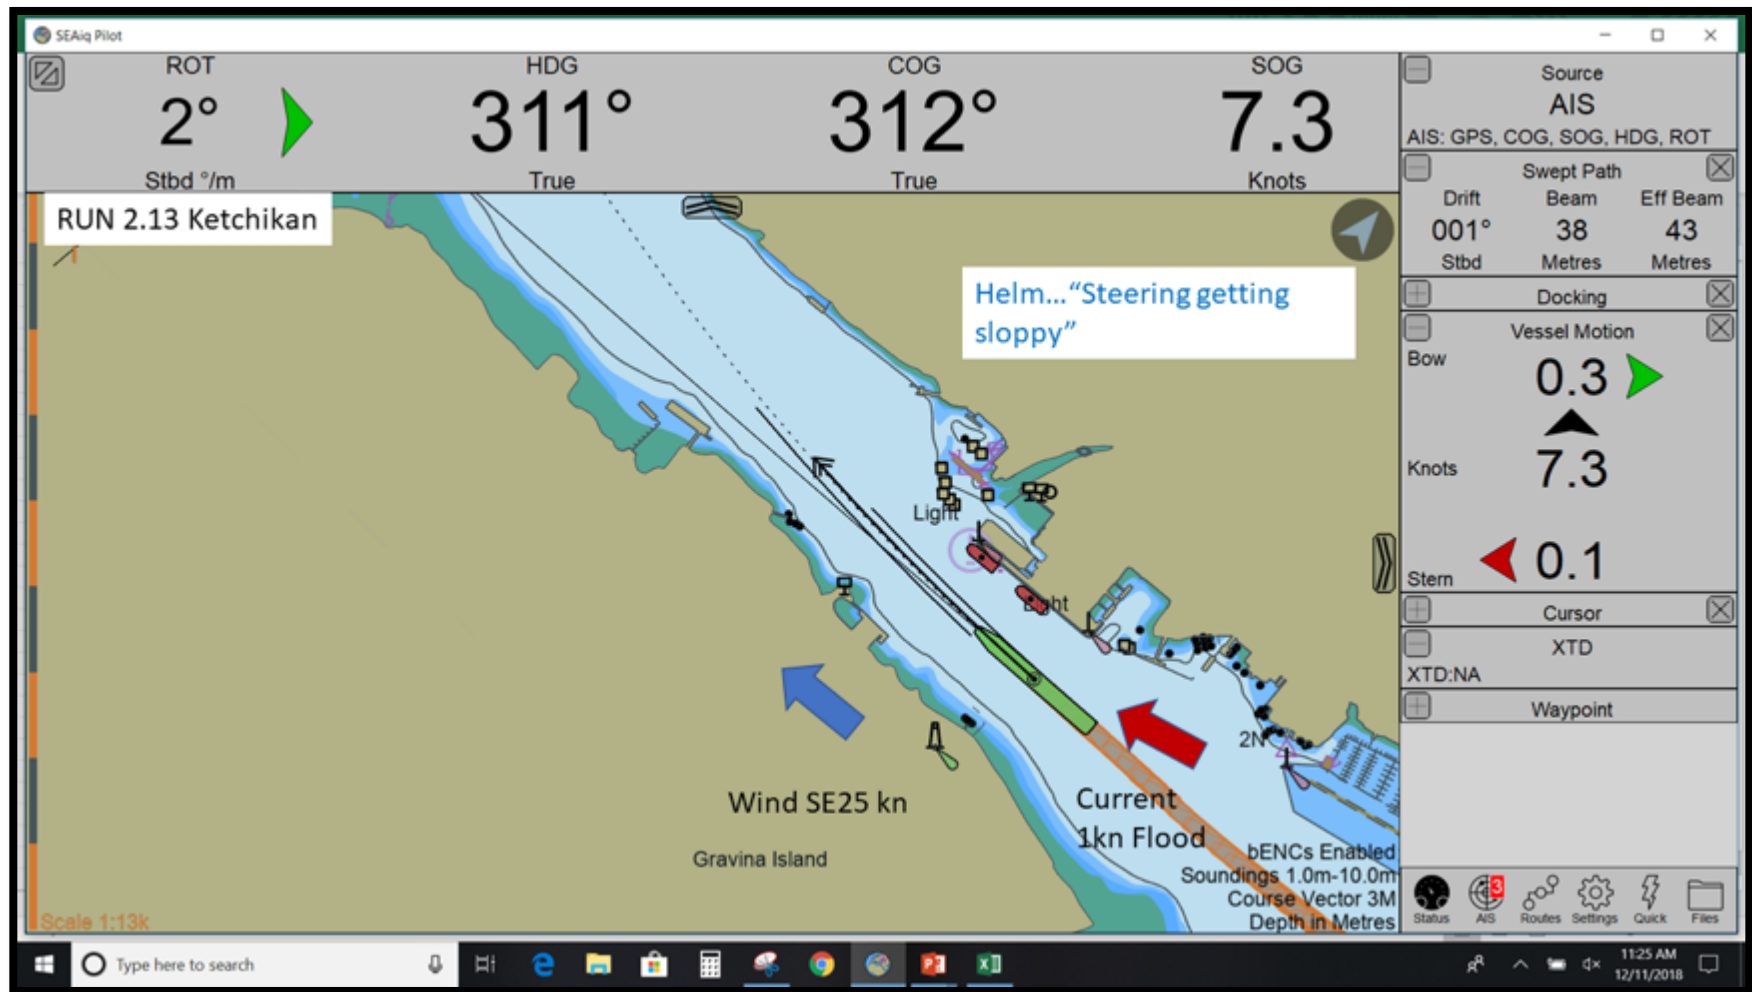 SEAiq Pilot
ROT
HDG
COG
SOG
2°
311°
312°
7.3
Stbd °/m
True
True
Knots
Source
AIS
AIS: GPS, COG, SOG, HDG, ROT
Swept Path
Drift
Beam
Eff Beam
001°
38
43
Stbd
Metres
Metres
Docking
Vessel Motion
Bow
0.3
Knots
7.3
Stern
0.1
Cursor
XTD
XTD:NA
Waypoint
Status
AIS
3
Routes
Settings
Quick
Files
RUN 2.13 Ketchikan
Helm…“Steering getting
sloppy”
Light
2N
Wind SE25 kn
Current
1kn Flood
Gravina Island
bENCs Enabled
Soundings 1.0m-10.0m
Course Vector 3M
Depth in Metres
Scale 1:13k
Type here to search
11:25 AM
12/11/2018